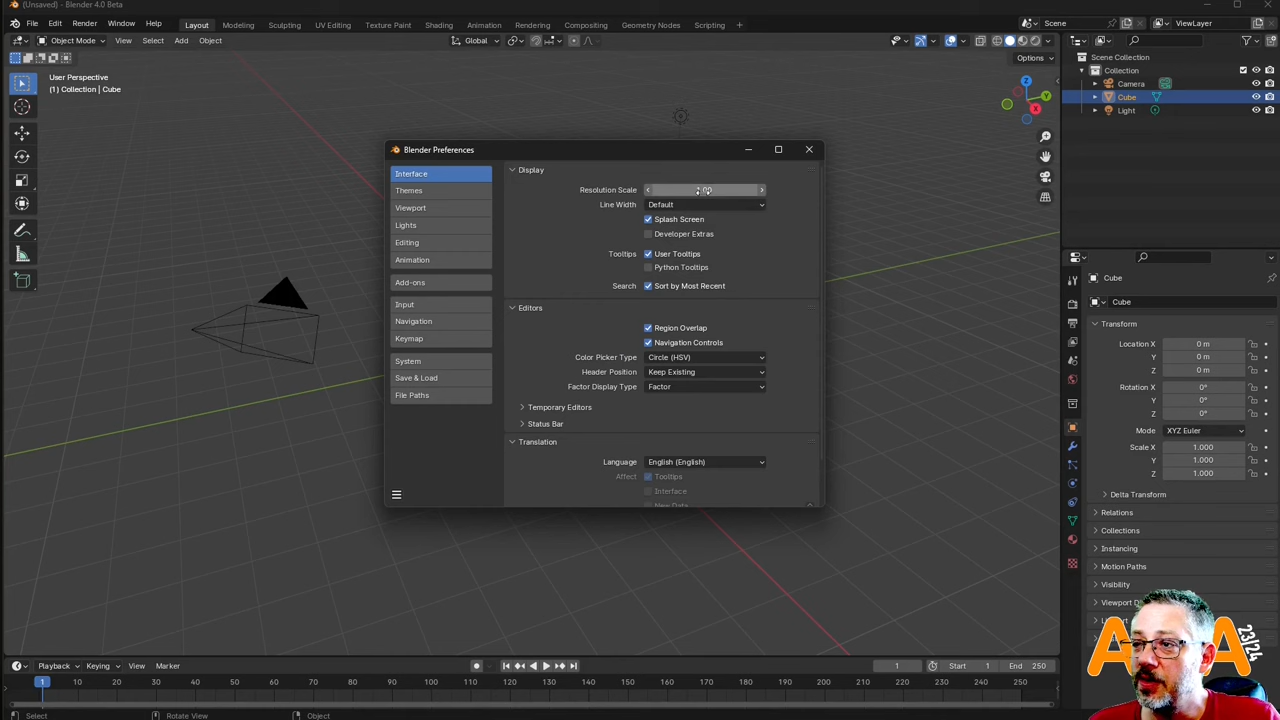 (Unsaved) - Blender 4.0 Beta
File Edit Render Window Help Layout Modeling Sculpting UV Editing Texture Paint Shading Animation Rendering Compositing Geometry Nodes Scripting + Scene ViewLayer
Object Mode View Select Add Object Global
Options
User Perspective
(1) Collection | Cube
Z
Y
X
Scene Collection
Collection
Camera
Cube
Light
Blender Preferences
Interface
Themes
Viewport
Lights
Editing
Animation
Add-ons
Input
Navigation
Keymap
System
Save & Load
File Paths
Display
Resolution Scale
Line Width Default
Splash Screen
Developer Extras
Tooltips User Tooltips
Python Tooltips
Search Sort by Most Recent
Editors
Region Overlap
Navigation Controls
Color Picker Type Circle (HSV)
Header Position Keep Existing
Factor Display Type Factor
Temporary Editors
Status Bar
Translation
Language English (English)
Affect Tooltips
Interface
New Data
Cube
Cube
Transform
Location X 0 m
Y 0 m
Z 0 m
Rotation X 0°
Y 0°
Z 0°
Mode XYZ Euler
Scale X 1.000
Y 1.000
Z 1.000
Delta Transform
Relations
Collections
Instancing
Motion Paths
Visibility
Viewport D
23/24
Playback Keying View Marker 1 Start 1 End 250
1 10 20 30 40 50 60 70 80 90 100 110 120 130 140 150 160 170 180 190 200 210 220 230 240 250
Select Rotate View Object